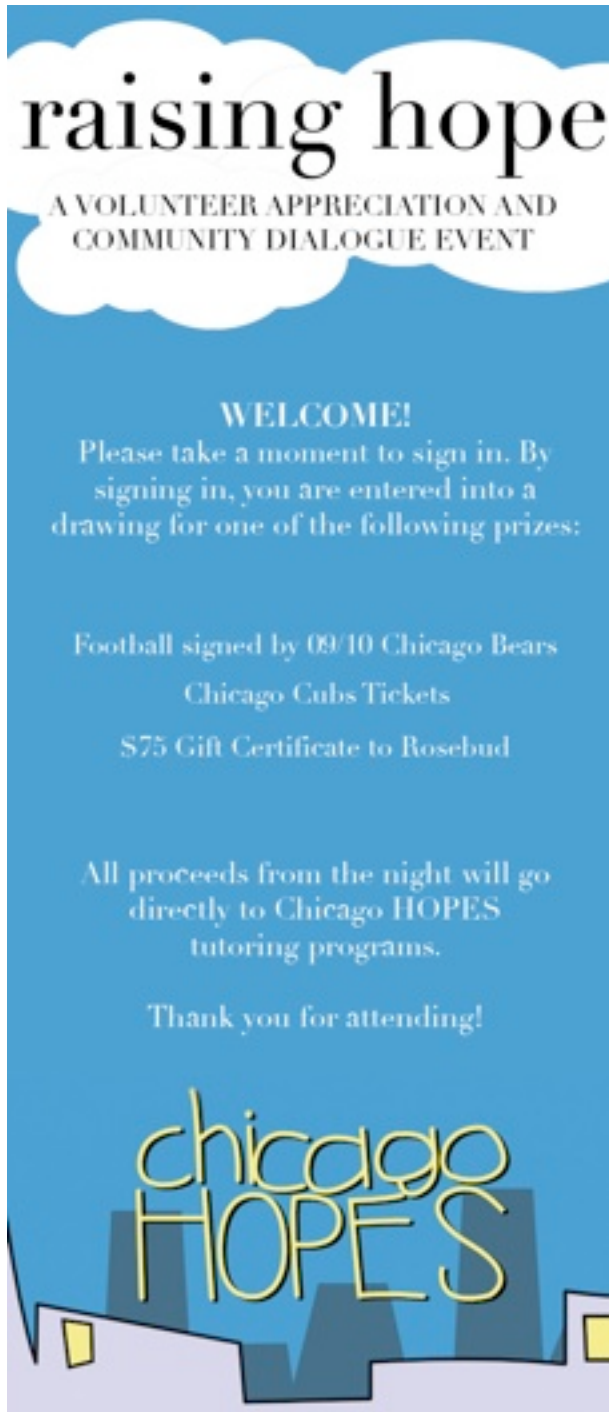 raising hope
A VOLUNTEER APPRECIATION AND
COMMUNITY DIALOGUE EVENT
WELCOME!
Please take a moment to sign in. By
signing in, you are entered into a
drawing for one of the following prizes:
Football signed by 09/10 Chicago Bears
Chicago Cubs Tickets
$75 Gift Certificate to Rosebud
All proceeds from the night will go
directly to Chicago HOPES
tutoring programs.
Thank you for attending!
chicago
HOPES